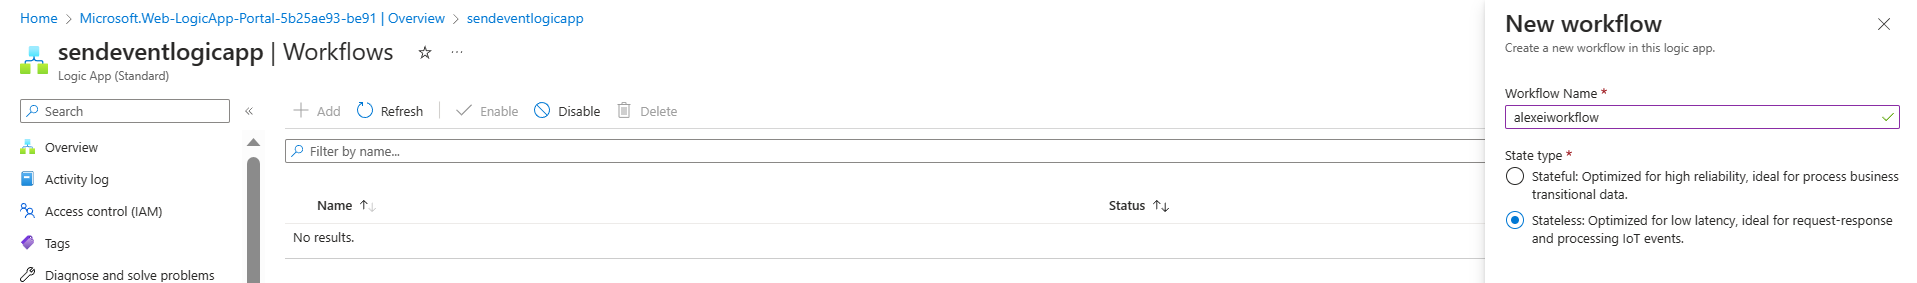 Home > Microsoft.Web-LogicApp-Portal-5b25ae93-be91 | Overview > sendeventlogicapp
sendeventlogicapp | Workflows
Logic App (Standard)
Search
Overview
Activity log
Access control (IAM)
Tags
Diagnose and solve problems
Add Refresh Enable Disable Delete
Filter by name...
Name Status
No results.
New workflow
Create a new workflow in this logic app.
Workflow Name *
alexeiworkflow
State type *
Stateful: Optimized for high reliability, ideal for process business
transitional data.
Stateless: Optimized for low latency, ideal for request-response
and processing IoT events.